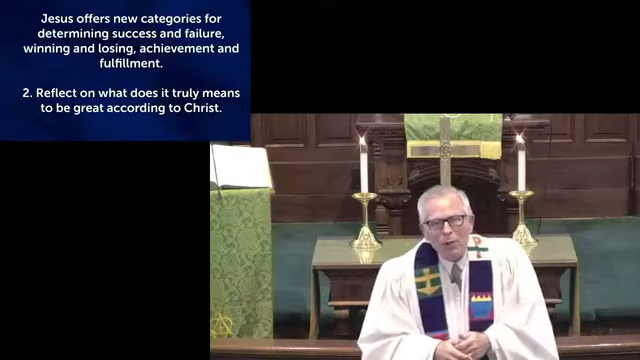 Jesus offers new categories for
determining success and failure,
winning and losing, achievement and
fulfillment.
2. Reflect on what does it truly means
to be great according to Christ.